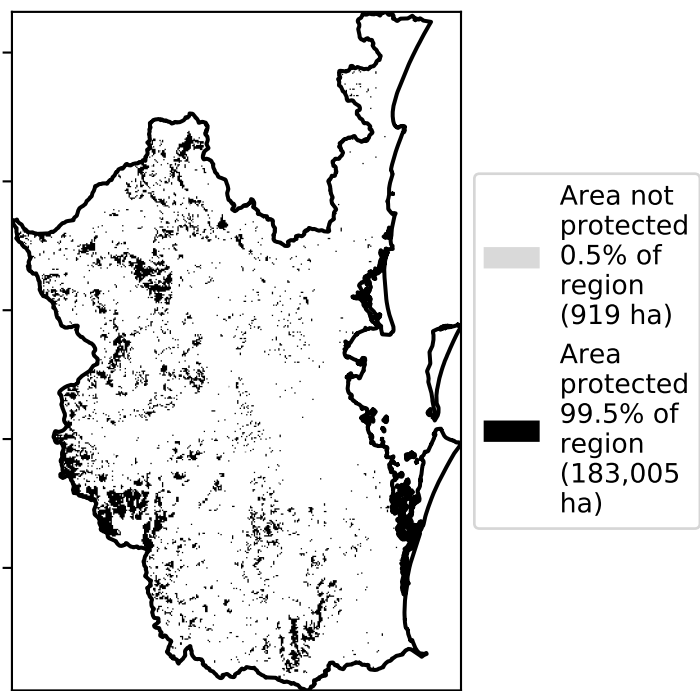 Area not
protected
0.5% of
region
(919 ha)
Area
protected
99.5% of
region
(183,005
ha)